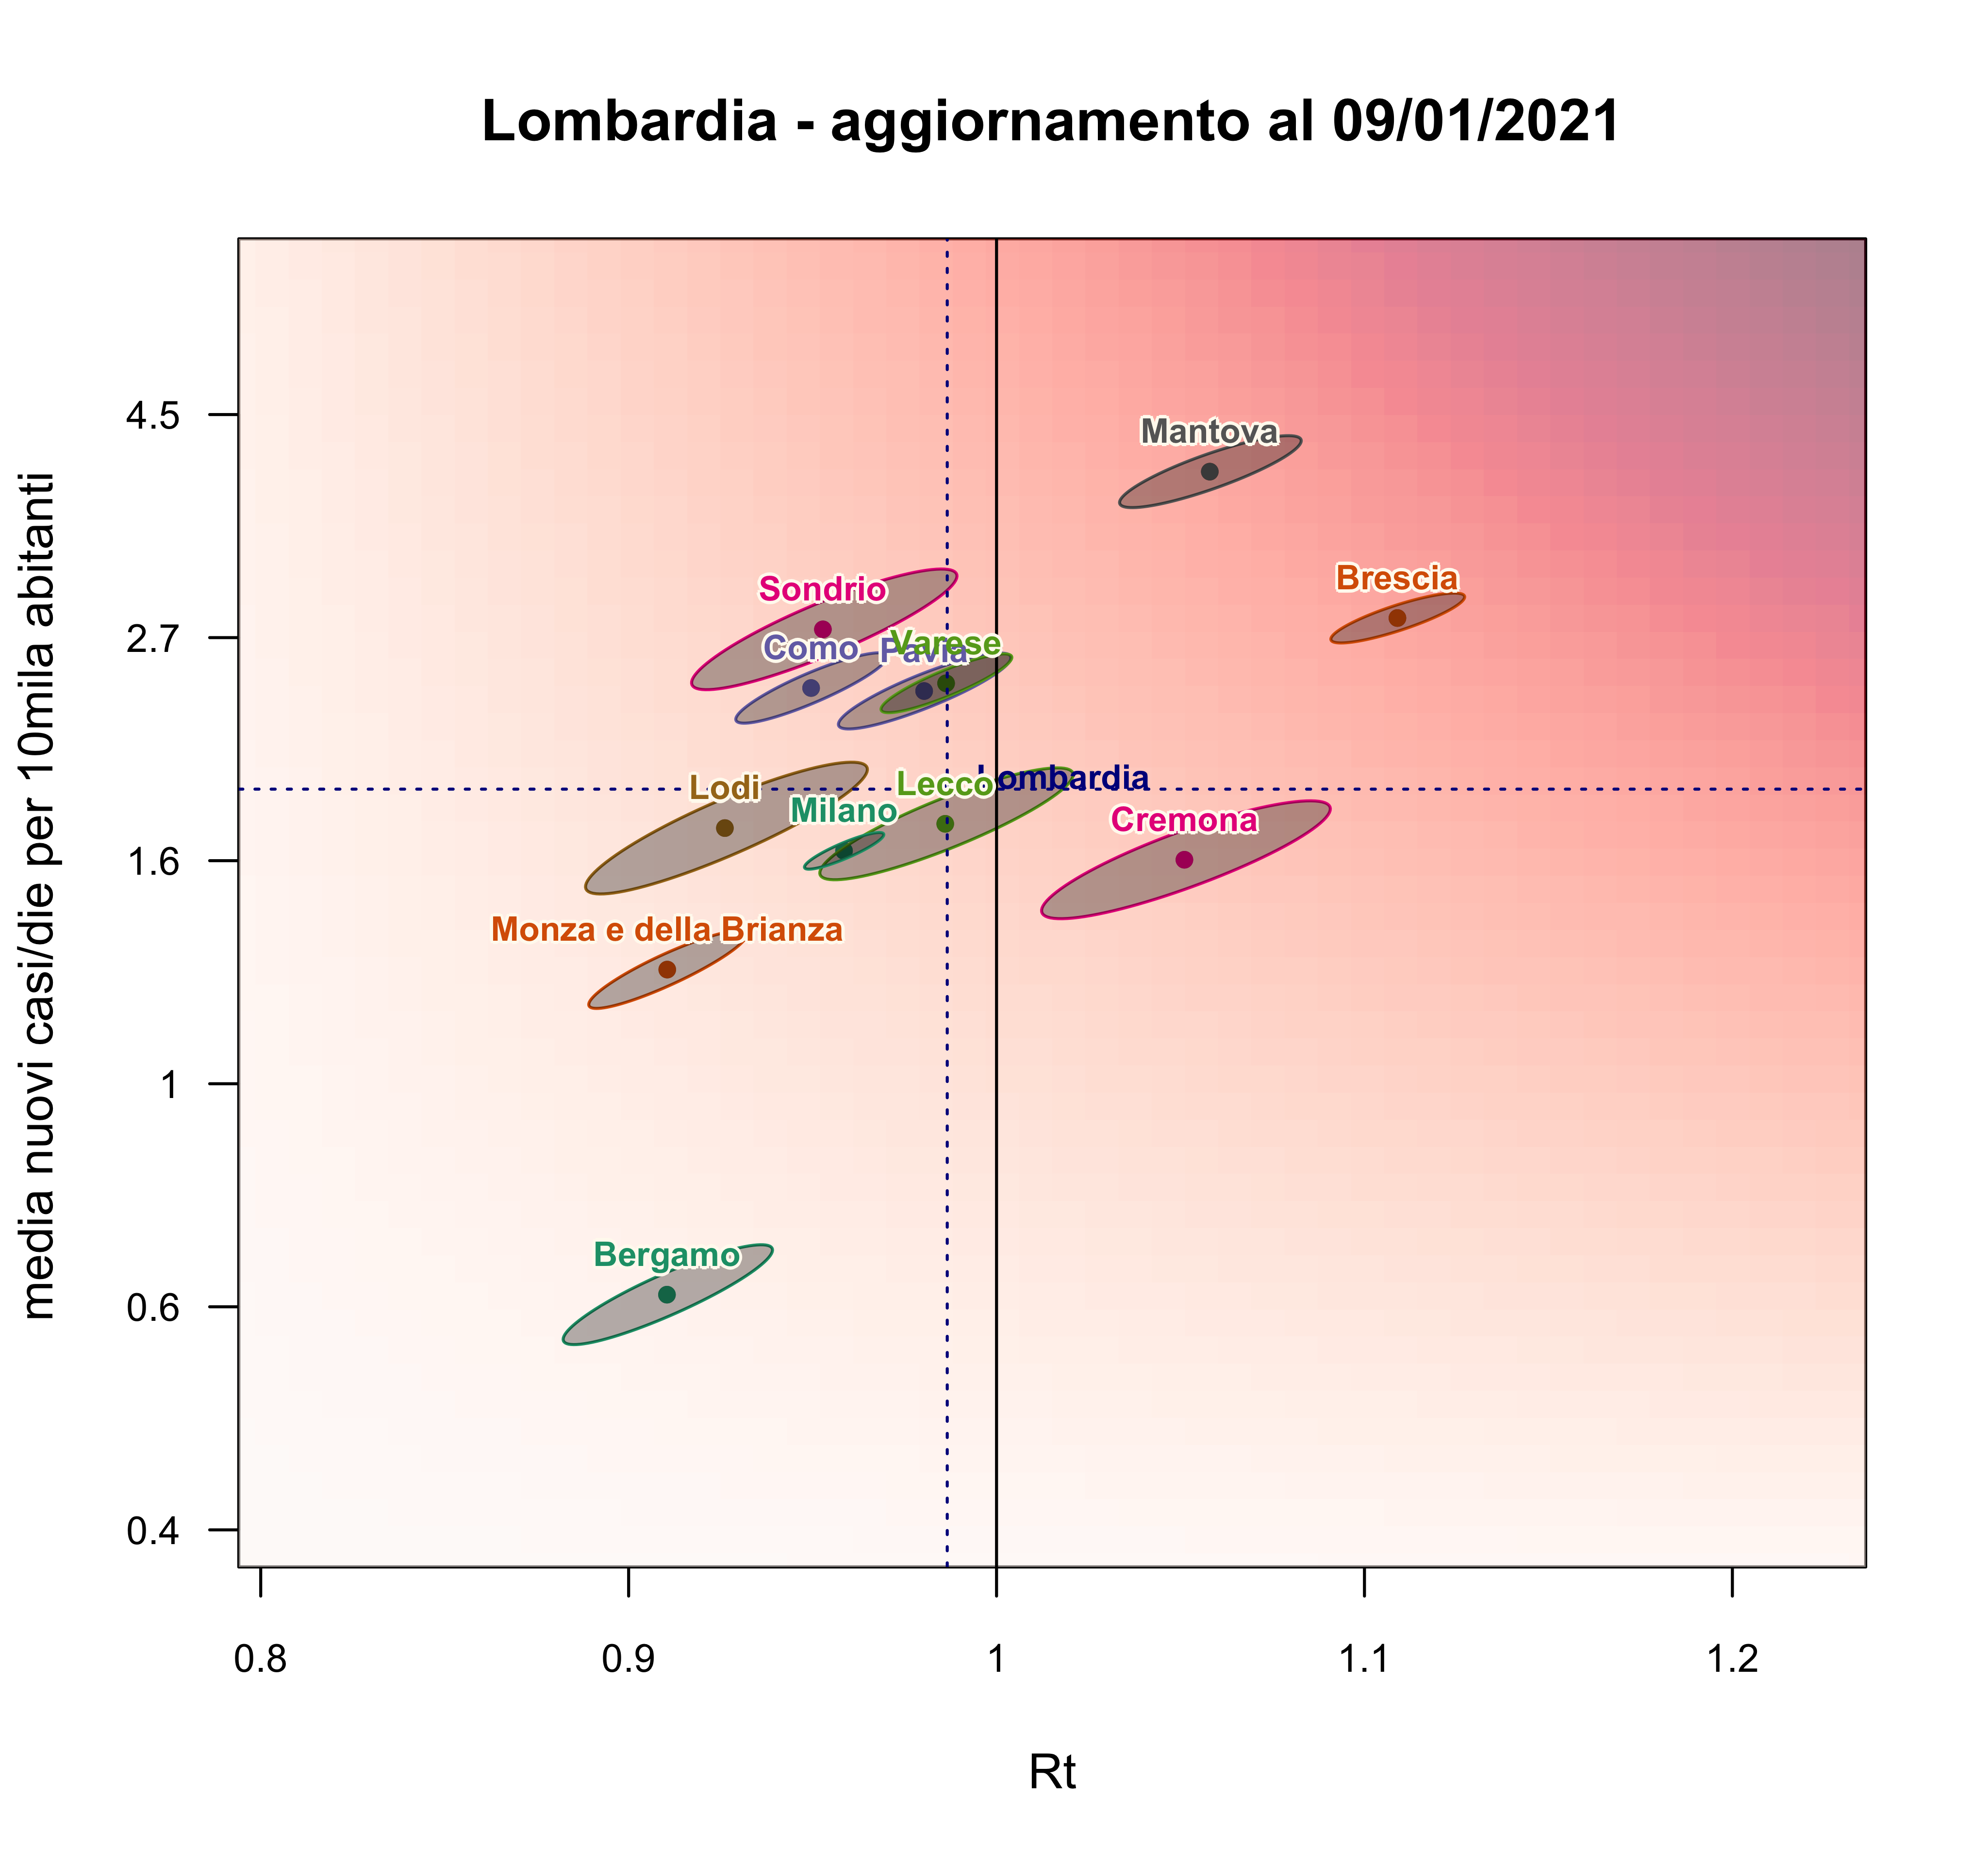 Lombardia - aggiornamento al 09/01/2021
media nuovi casi/die per 10mila abitanti
4.5
2.7
1.6
1
0.6
0.4
Mantova
Brescia
Sondrio
Como
Pavia
Varese
Lombardia
Lodi
Lecco
Milano
Cremona
Monza e della Brianza
Bergamo
0.8
0.9
1
1.1
1.2
Rt